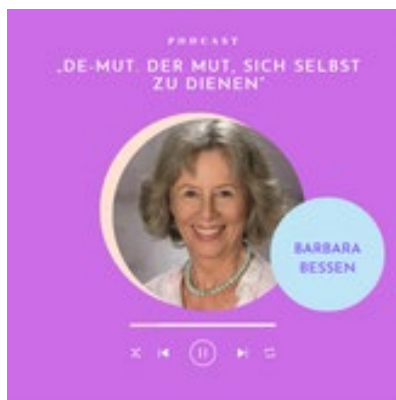 PODCAST
„DE-MUT. DER MUT, SICH SELBST
ZU DIENEN“
BARBARA
BESSEN